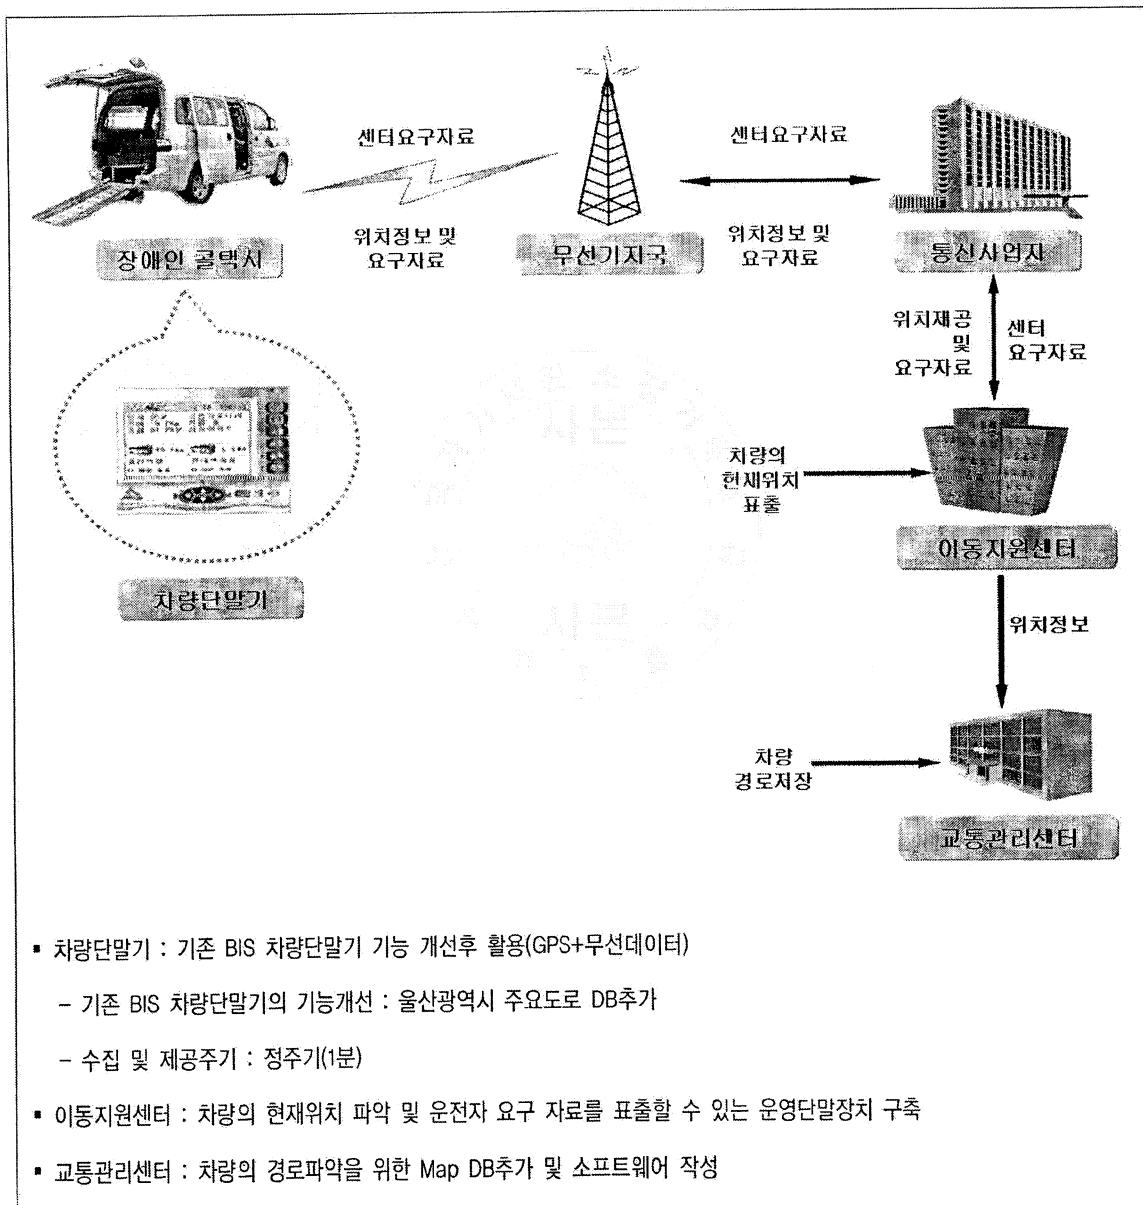 센터요구자료
위치정보 및
요구자료
장애인 콜택시
무선기지국
센터요구자료
위치정보 및
요구자료
통신사업자
위치제공
및
요구자료
센터
요구자료
차량단말기
차량의
현재위치
표출
이동지원센터
위치정보
차량
경로저장
교통관리센터
사본
사본
▪ 차량단말기 : 기존 BIS 차량단말기 기능 개선후 활용(GPS+무선데이터)
– 기존 BIS 차량단말기의 기능개선 : 울산광역시 주요도로 DB추가
– 수집 및 제공주기 : 정주기(1분)
▪ 이동지원센터 : 차량의 현재위치 파악 및 운전자 요구 자료를 표출할 수 있는 운영단말장치 구축
▪ 교통관리센터 : 차량의 경로파악을 위한 Map DB추가 및 소프트웨어 작성